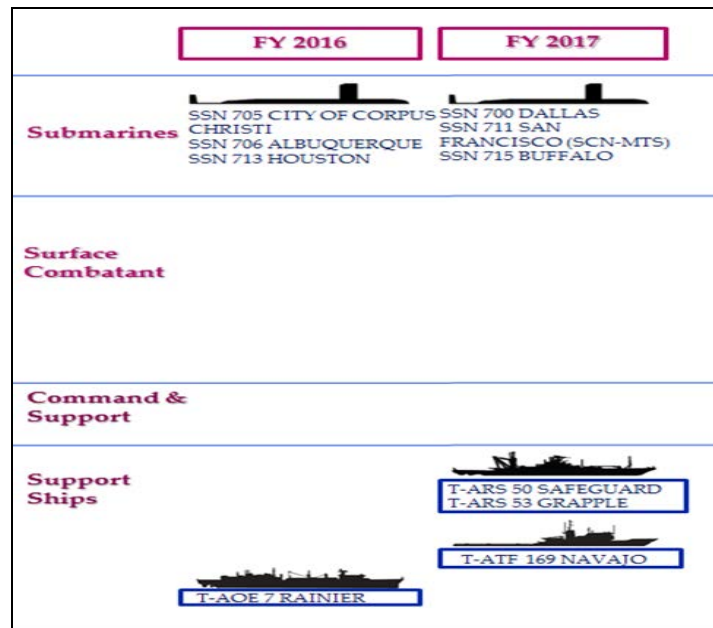 FY 2016
FY 2017
Submarines
SSN 705 CITY OF CORPUS
CHRISTI
SSN 706 ALBUQUERQUE
SSN 713 HOUSTON
SSN 700 DALLAS
SSN 711 SAN
FRANCISCO (SCN-MTS)
SSN 715 BUFFALO
Surface
Combatant
Command &
Support
Support
Ships
T-AOE 7 RAINIER
T-ARS 50 SAFEGUARD
T-ARS 53 GRAPPLE
T-ATF 169 NAVAJO